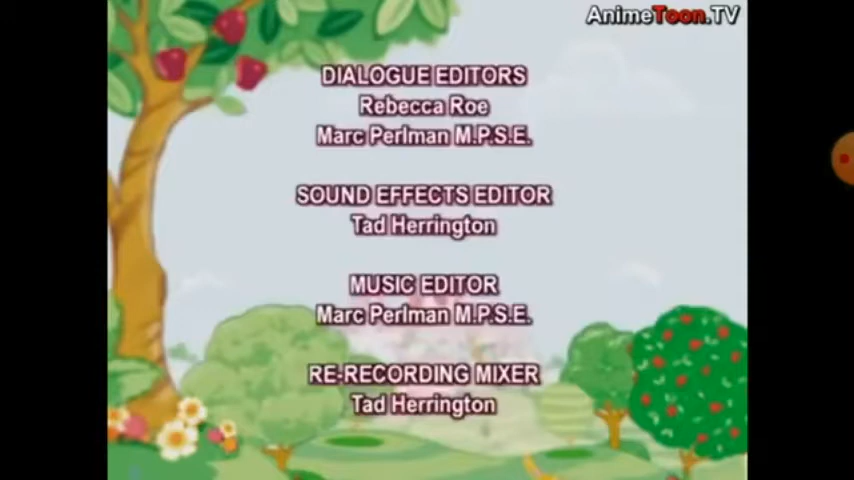 AnimeToon.TV
DIALOGUE EDITORS
Rebecca Roe
Marc Perlman M.P.S.E.
SOUND EFFECTS EDITOR
Tad Herrington
MUSIC EDITOR
Marc Perlman M.P.S.E.
RE-RECORDING MIXER
Tad Herrington